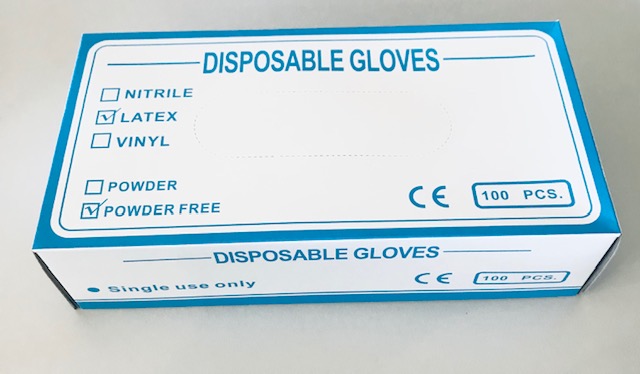 DISPOSABLE GLOVES
☐ NITRILE
☑ LATEX
☐ VINYL
☐ POWDER
☑ POWDER FREE
CE 100 PCS.
DISPOSABLE GLOVES
• Single use only
CE 100 PCS.